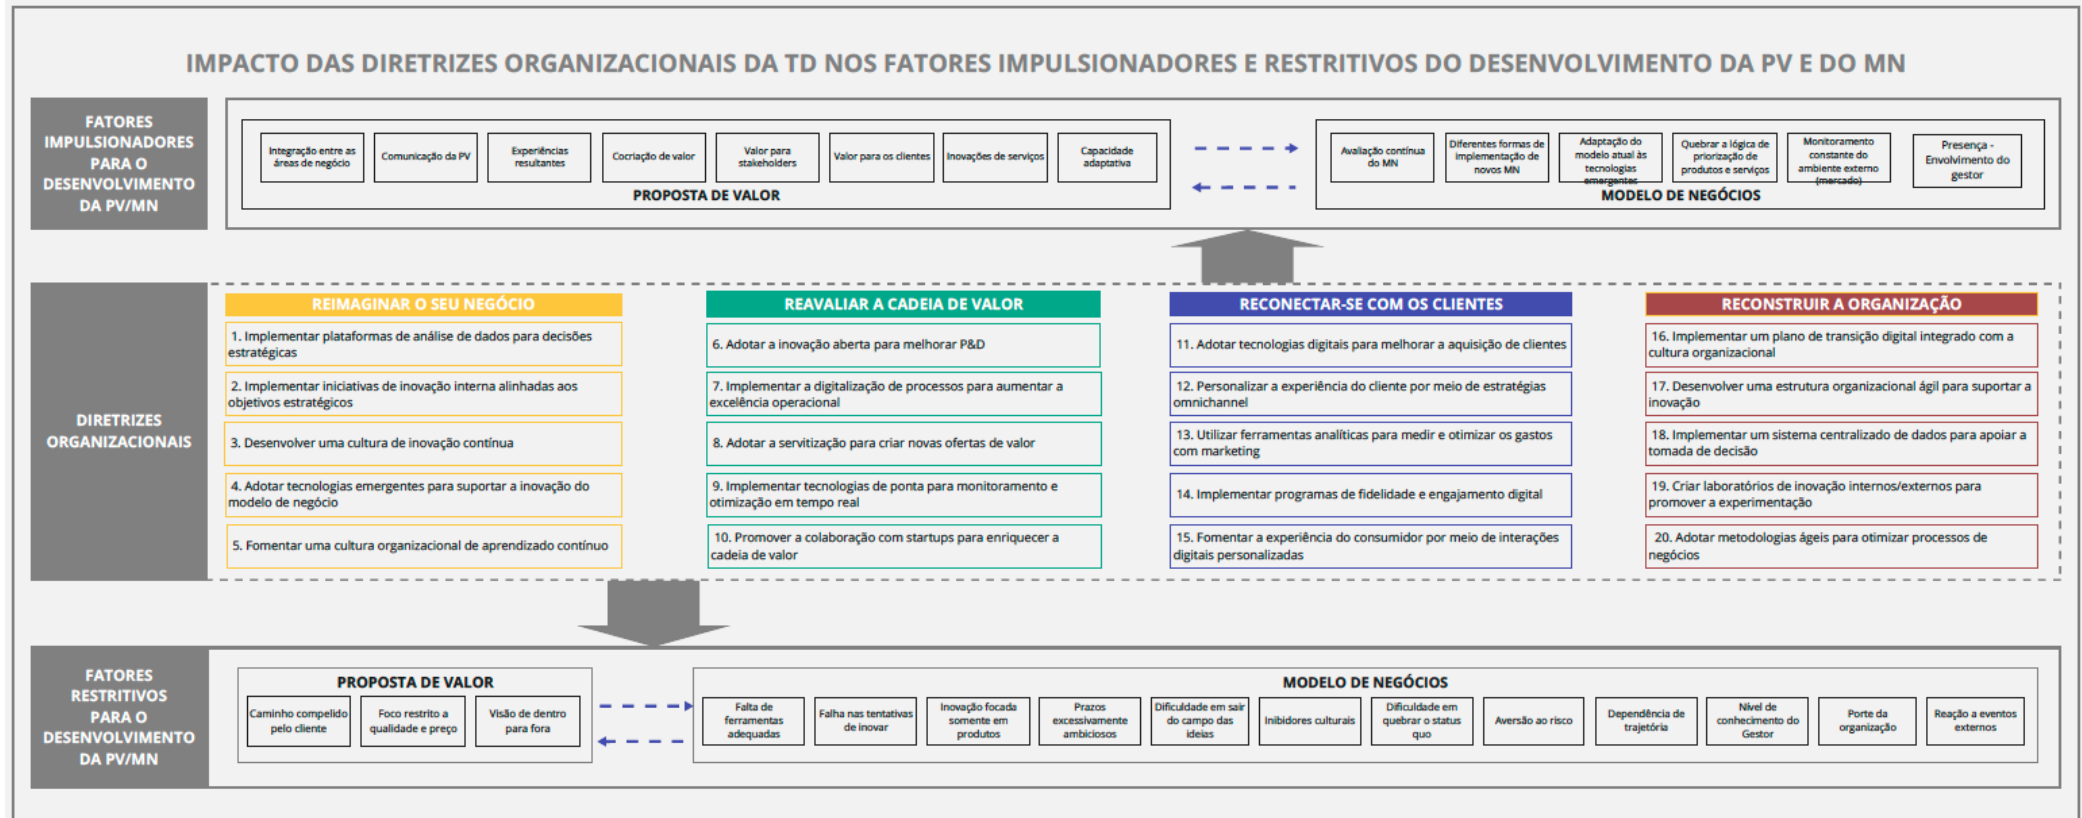 IMPACTO DAS DIRETRIZES ORGANIZACIONAIS DA TD NOS FATORES IMPULSIONADORES E RESTRITIVOS DO DESENVOLVIMENTO DA PV E DO MN
FATORES
IMPULSIONADORES
PARA O
DESENVOLVIMENTO
DA PV/MN
Integração entre as
áreas de negócio
Comunicação da PV
Experiências
resultantes
Cocriação de valor
Valor para
stakeholders
Valor para os clientes
Inovações de serviços
Capacidade
adaptativa
PROPOSTA DE VALOR
Avaliação contínua
do MN
Diferentes formas de
implementação de
novos MN
Adaptação do
modelo atual às
tecnologias
emergentes
Quebrar a lógica de
priorização de
produtos e serviços
Monitoramento
constante do
ambiente externo
(mercado)
Presença -
Envolvimento do
gestor
MODELO DE NEGÓCIOS
DIRETRIZES
ORGANIZACIONAIS
REIMAGINAR O SEU NEGÓCIO
1. Implementar plataformas de análise de dados para decisões
estratégicas
2. Implementar iniciativas de inovação interna alinhadas aos
objetivos estratégicos
3. Desenvolver uma cultura de inovação contínua
4. Adotar tecnologias emergentes para suportar a inovação do
modelo de negócio
5. Fomentar uma cultura organizacional de aprendizado contínuo
REAVALIAR A CADEIA DE VALOR
6. Adotar a inovação aberta para melhorar P&D
7. Implementar a digitalização de processos para aumentar a
excelência operacional
8. Adotar a servitização para criar novas ofertas de valor
9. Implementar tecnologias de ponta para monitoramento e
otimização em tempo real
10. Promover a colaboração com startups para enriquecer a
cadeia de valor
RECONECTAR-SE COM OS CLIENTES
11. Adotar tecnologias digitais para melhorar a aquisição de clientes
12. Personalizar a experiência do cliente por meio de estratégias
omnichannel
13. Utilizar ferramentas analíticas para medir e otimizar os gastos
com marketing
14. Implementar programas de fidelidade e engajamento digital
15. Fomentar a experiência do consumidor por meio de interações
digitais personalizadas
RECONSTRUIR A ORGANIZAÇÃO
16. Implementar um plano de transição digital integrado com a
cultura organizacional
17. Desenvolver uma estrutura organizacional ágil para suportar a
inovação
18. Implementar um sistema centralizado de dados para apoiar a
tomada de decisão
19. Criar laboratórios de inovação internos/externos para
promover a experimentação
20. Adotar metodologias ágeis para otimizar processos de
negócios
FATORES
RESTRITIVOS
PARA O
DESENVOLVIMENTO
DA PV/MN
PROPOSTA DE VALOR
Caminho compelido
pelo cliente
Foco restrito a
qualidade e preço
Visão de dentro
para fora
MODELO DE NEGÓCIOS
Falta de
ferramentas
adequadas
Falha nas tentativas
de inovar
Inovação focada
somente em
produtos
Prazos
excessivamente
ambiciosos
Dificuldade em sair
do campo das
ideias
Inibidores culturais
Dificuldade em
quebrar o status
quo
Aversão ao risco
Dependência de
trajetória
Nível de
conhecimento do
Gestor
Porte da
organização
Reação a eventos
externos